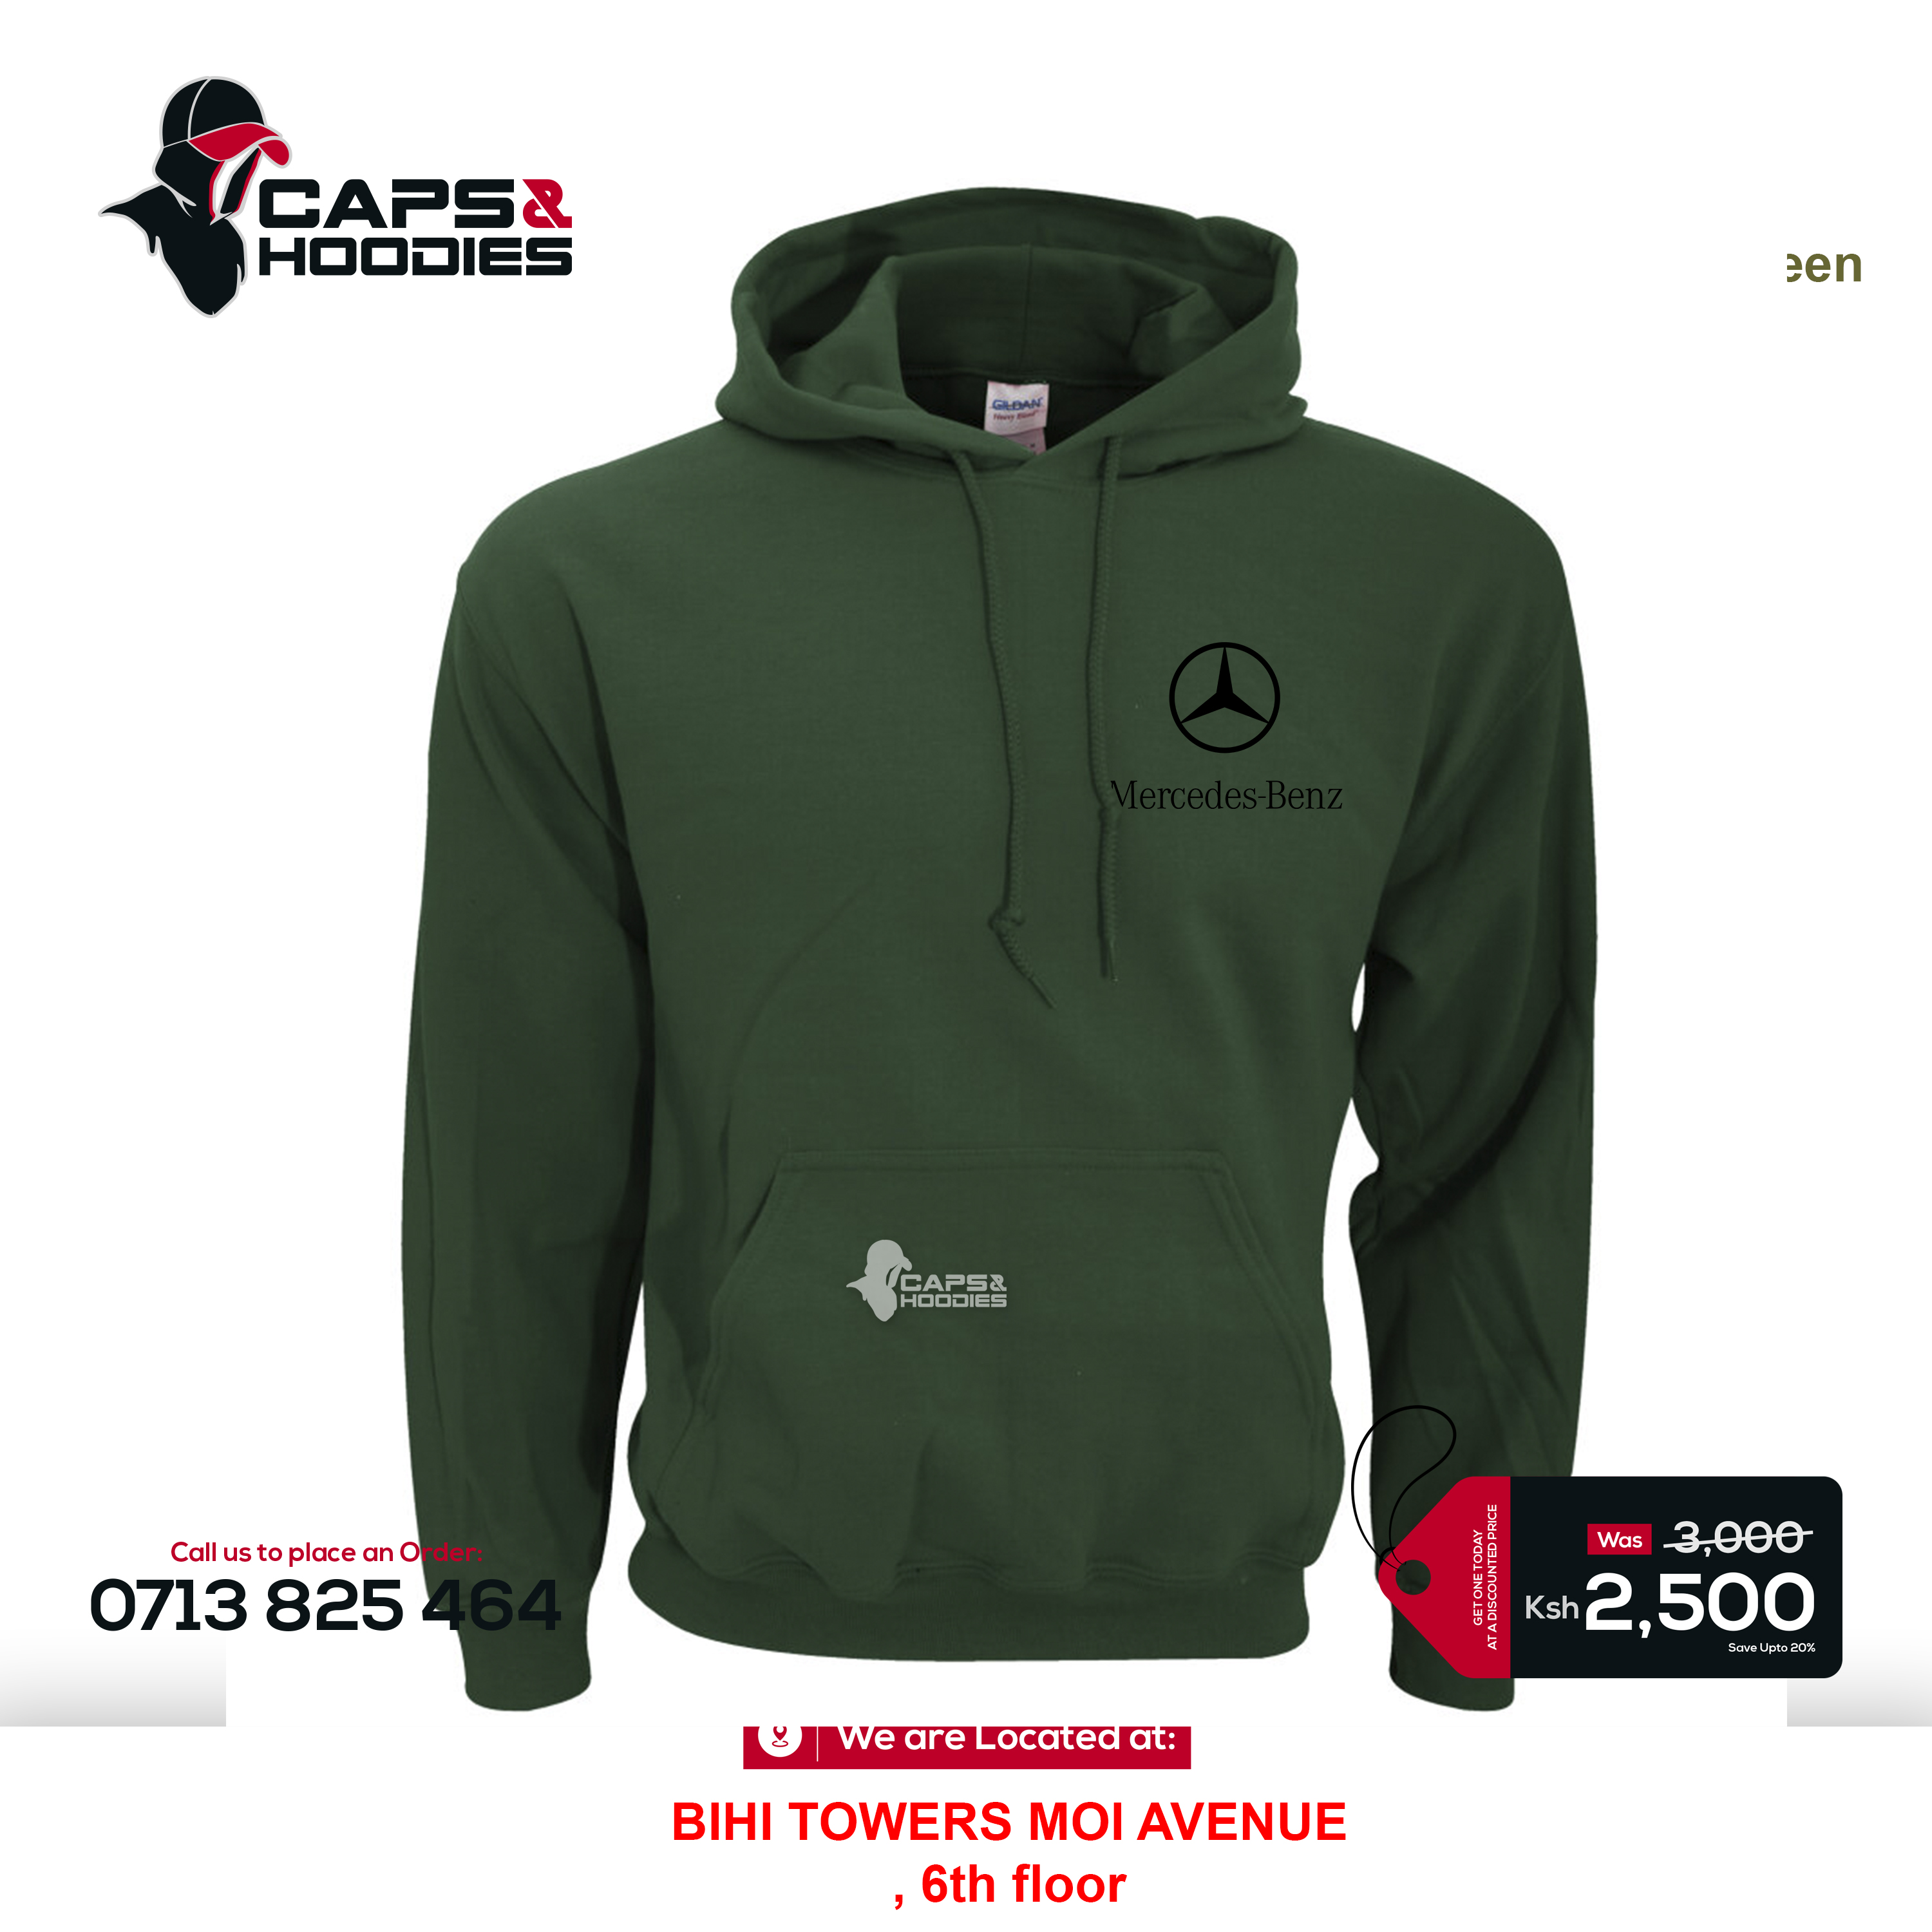 CAPS&
HOODIES
een
GILDAN
Heavy Blend
Mercedes-Benz
CAPS&
HOODIES
Call us to place an Order:
0713 825 464
GET ONE TODAY
AT A DISCOUNTED PRICE
Was 3,000
Ksh 2,500
Save Upto 20%
We are Located at:
BIHI TOWERS MOI AVENUE
, 6th floor